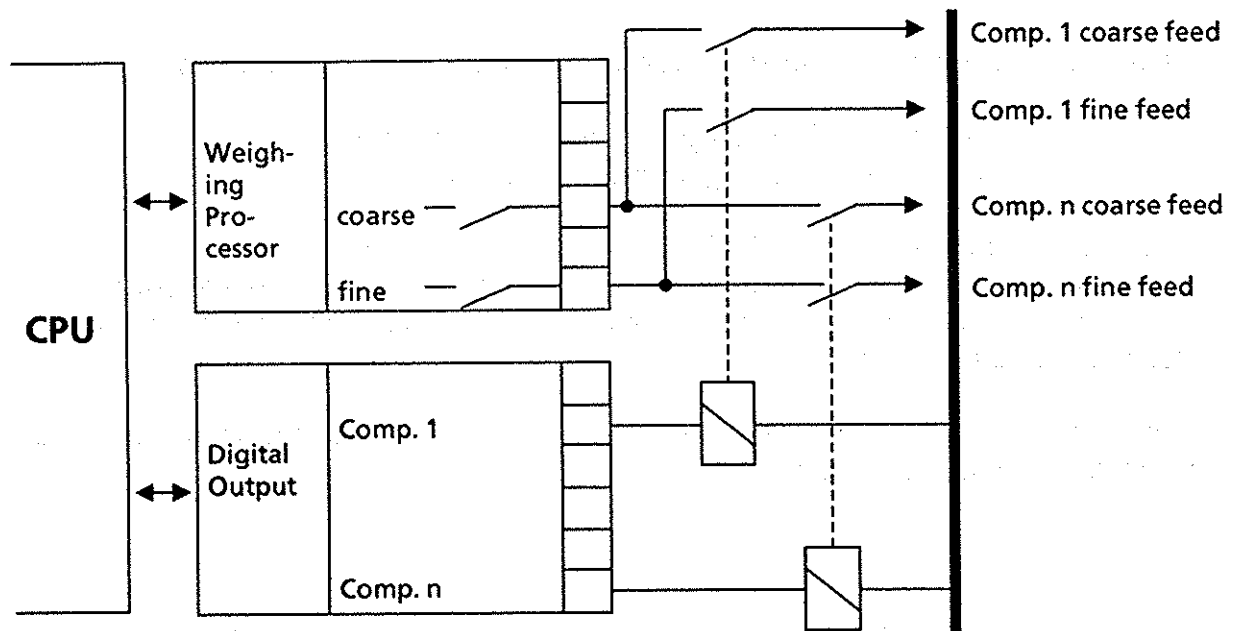 Comp. 1 coarse feed
Comp. 1 fine feed
Weigh-
ing
Pro-
cessor
coarse
fine
Comp. n coarse feed
Comp. n fine feed
CPU
Digital
Output
Comp. 1
Comp. n